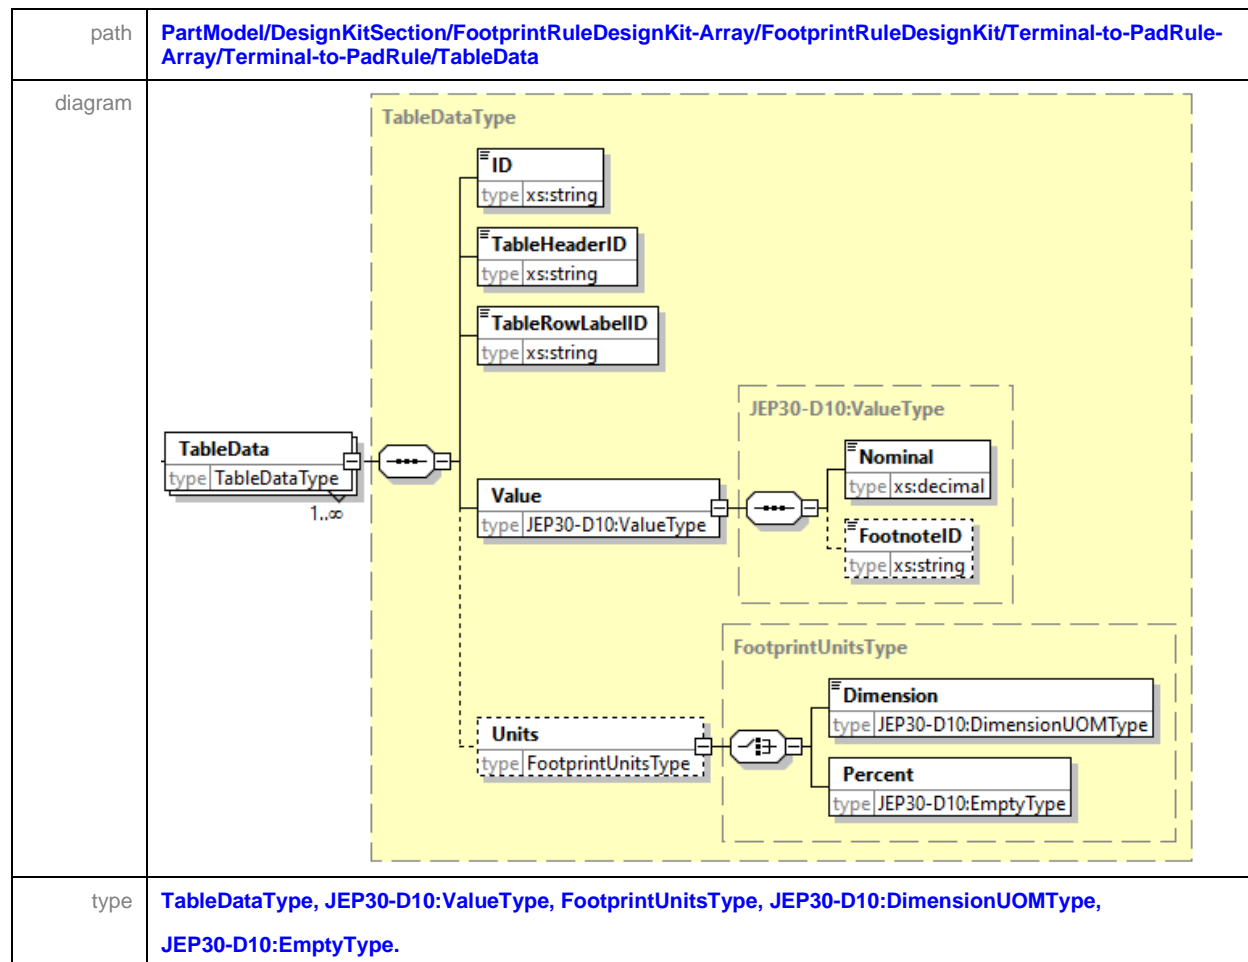 path
PartModel/DesignKitSection/FootprintRuleDesignKit-Array/FootprintRuleDesignKit/Terminal-to-PadRule-
Array/Terminal-to-PadRule/TableData
diagram
TableDataType
ID
type xs:string
TableHeaderID
type xs:string
TableRowLabelID
type xs:string
JEP30-D10:ValueType
Nominal
type xs:decimal
TableData
type TableDataType
1..∞
Value
type JEP30-D10:ValueType
FootnoteID
type xs:string
FootprintUnitsType
Dimension
type JEP30-D10:DimensionUOMType
Units
type FootprintUnitsType
Percent
type JEP30-D10:EmptyType
type
TableDataType, JEP30-D10:ValueType, FootprintUnitsType, JEP30-D10:DimensionUOMType,
JEP30-D10:EmptyType.